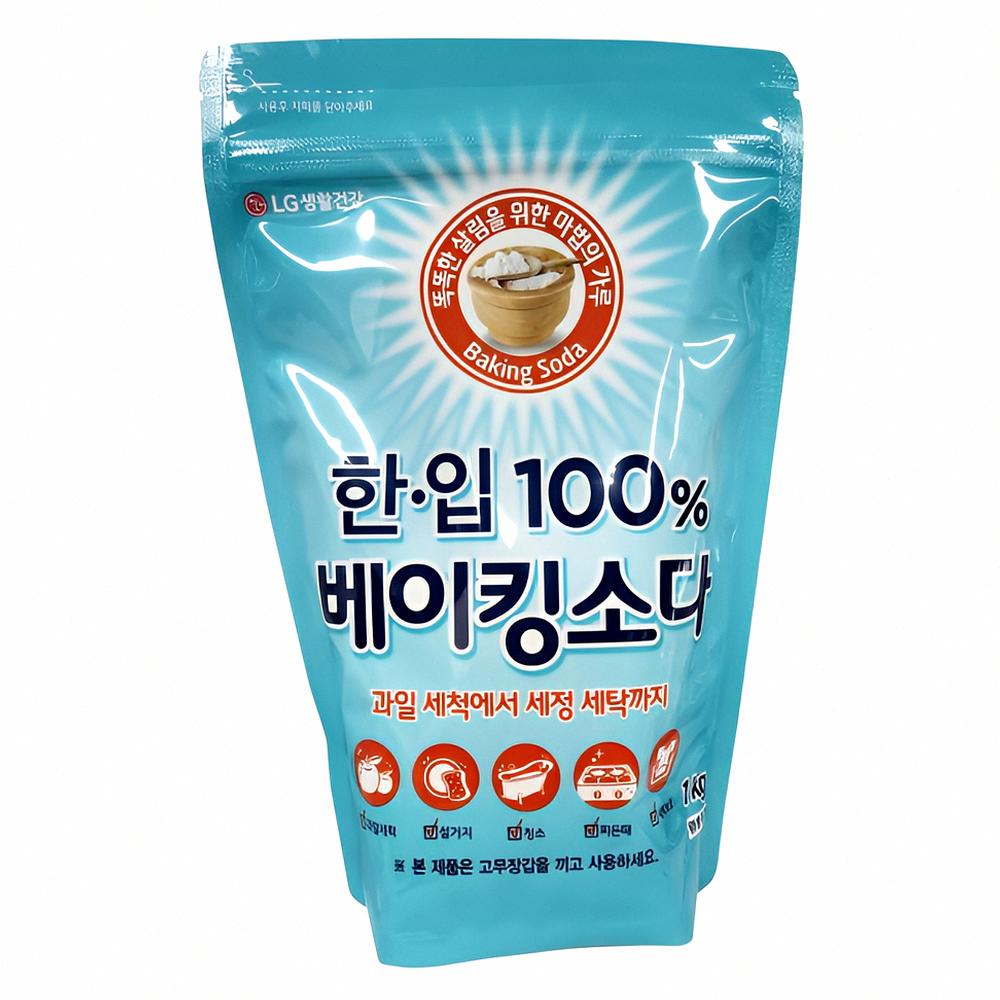 LG생활건강
똑똑한 살림을 위한 마법의 가루
Baking Soda
한·입 100%
베이킹소다
과일 세척에서 세정 세탁까지
설거지
청소
찌든때
1kg
※ 본 제품은 고무장갑을 끼고 사용하세요.